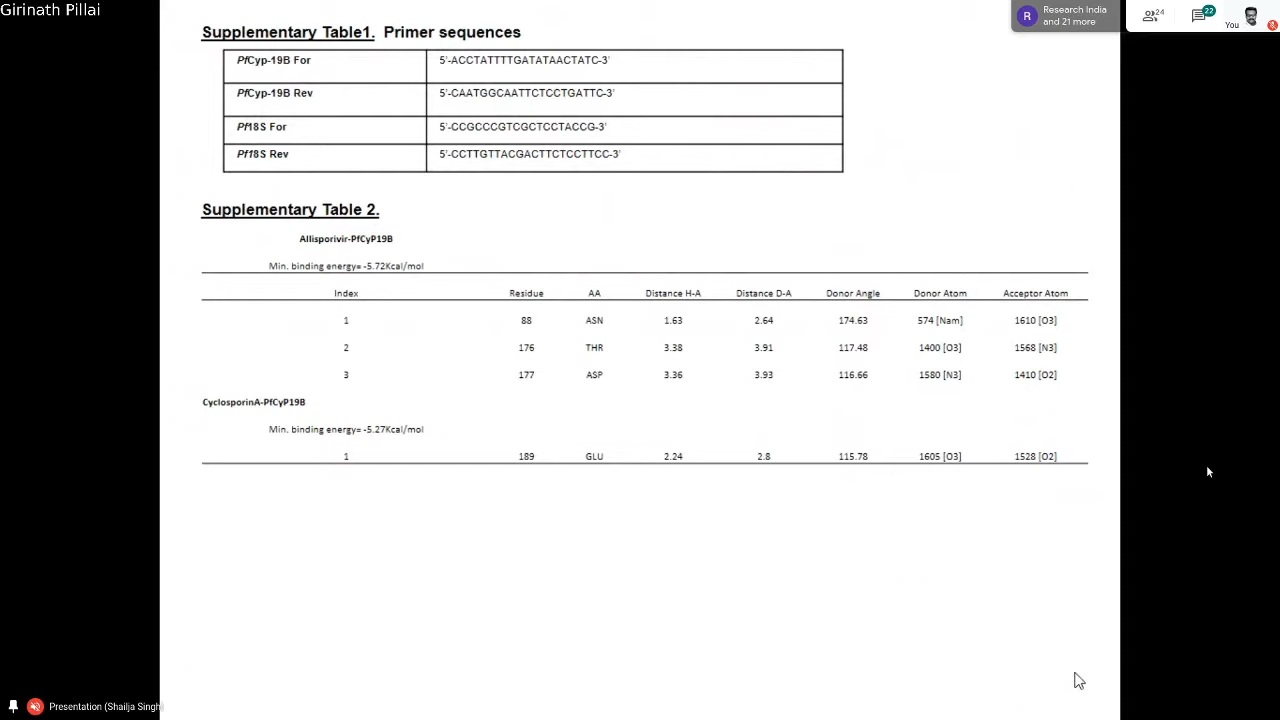 Girinath Pillai
R Research India and 21 more
24
22
You
Supplementary Table1. Primer sequences
PfCyp-19B For 5'-ACCTATTTTGATATAACTATC-3'
PfCyp-19B Rev 5'-CAATGGCAATTCTCCTGATTC-3'
Pf18S For 5'-CCGCCCGTCGCTCCTACCG-3'
Pf18S Rev 5'-CCTTGTTACGACTTCTCCTTCC-3'
Supplementary Table 2.
Allisporivir-PfCyP19B
Min. binding energy= -5.72Kcal/mol
Index Residue AA Distance H-A Distance D-A Donor Angle Donor Atom Acceptor Atom
1 88 ASN 1.63 2.64 174.63 574 [Nam] 1610 [O3]
2 176 THR 3.38 3.91 117.48 1400 [O3] 1568 [N3]
3 177 ASP 3.36 3.93 116.66 1580 [N3] 1410 [O2]
CyclosporinA-PfCyP19B
Min. binding energy= -5.27Kcal/mol
1 189 GLU 2.24 2.8 115.78 1605 [O3] 1528 [O2]
Presentation (Shailja Singh